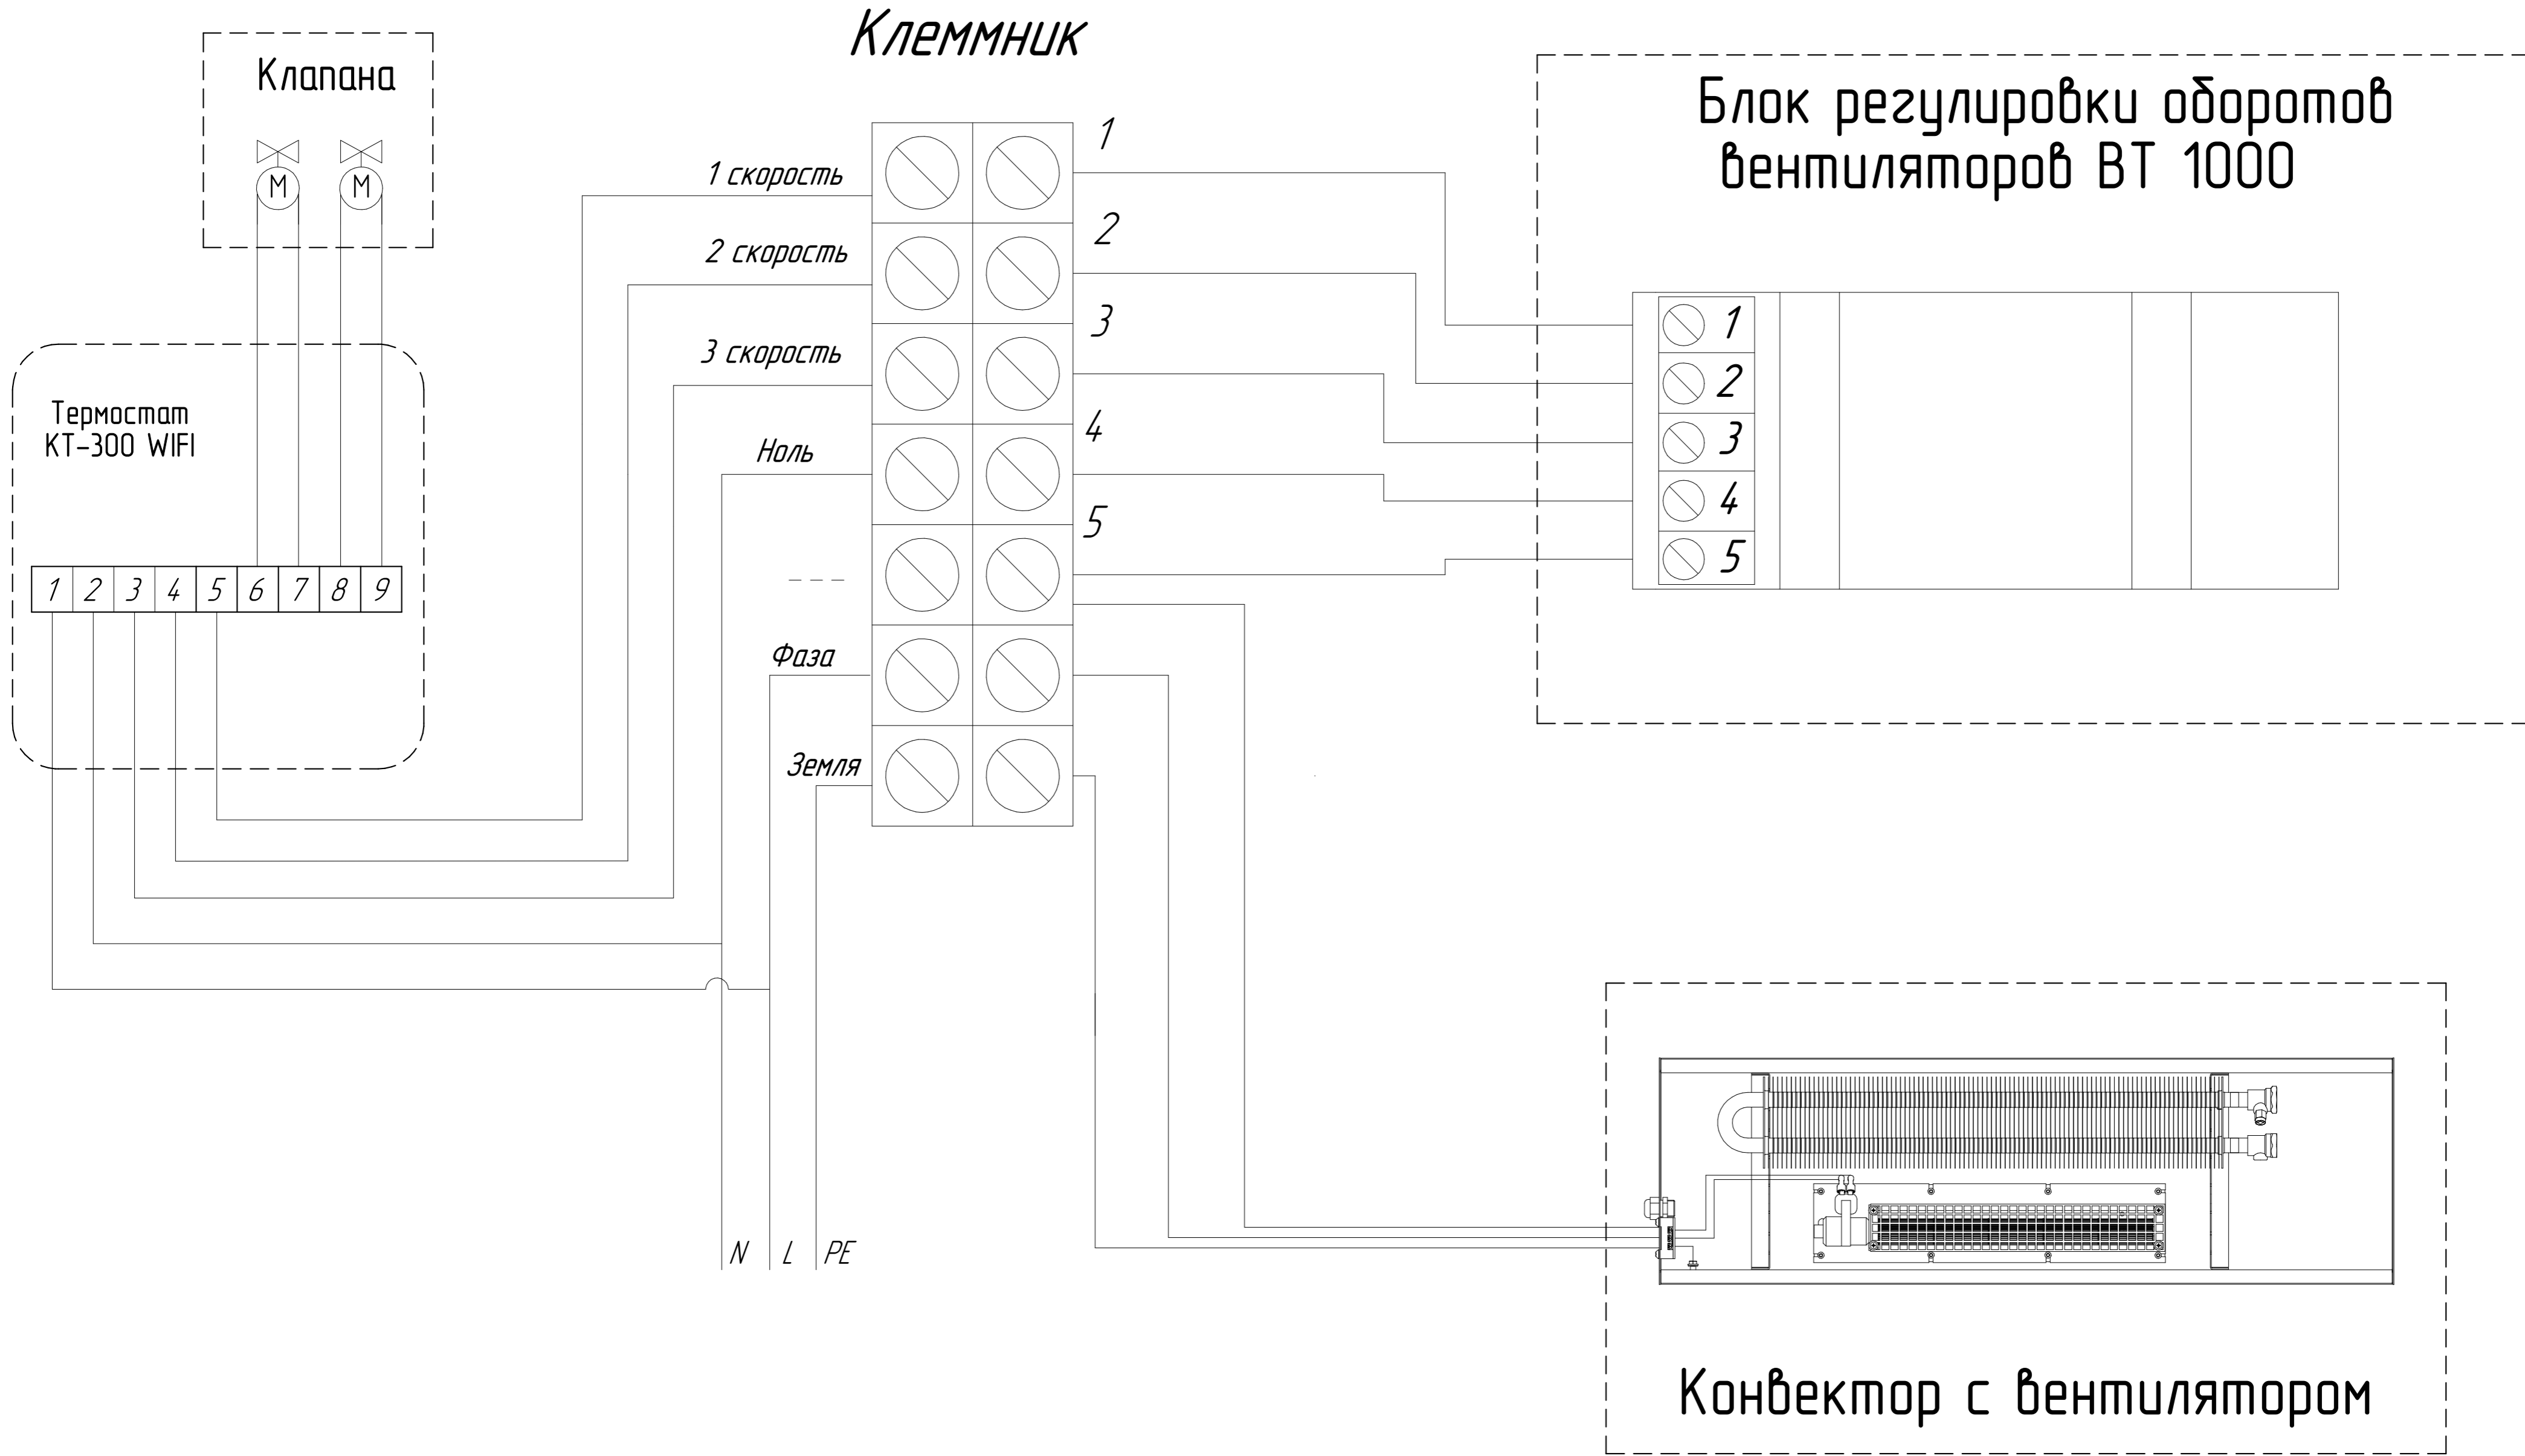 Клеммник
Клапана
М
М
Блок регулировки оборотов
вентиляторов ВТ 1000
1 скорость
2 скорость
3 скорость
Ноль
Фаза
Земля
1
2
3
4
5
1
2
3
4
5
Термостат
КТ-300 WIFI
1 2 3 4 5 6 7 8 9
N L PE
Конвектор с вентилятором